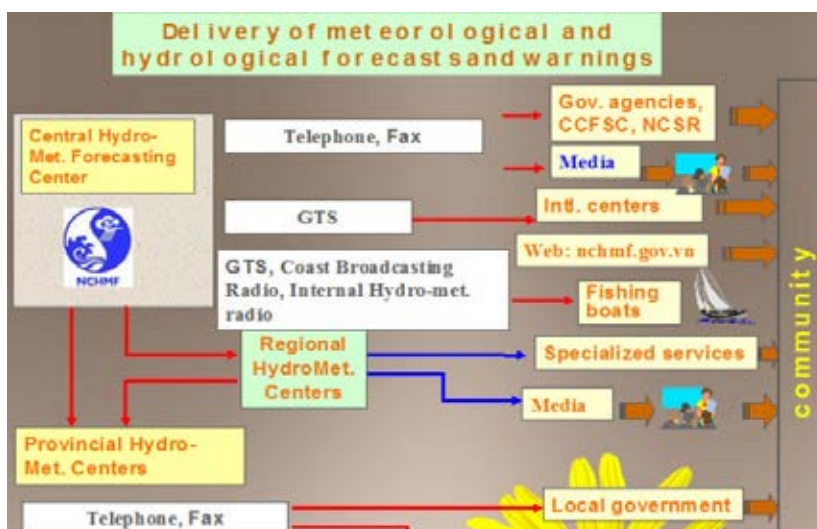 Delivery of meteorological and
hydrological forecastsand warnings
Central Hydro-
Met. Forecasting
Center
NCHMF
Telephone, Fax
Gov. agencies,
CCFSC, NCSR
Media
GTS
Intl. centers
Web: nchmf.gov.vn
GTS, Coast Broadcasting
Radio, Internal Hydro-met.
radio
Fishing
boats
Regional
HydroMet.
Centers
Specialized services
Media
community
Provincial Hydro-
Met. Centers
Telephone, Fax
Local government